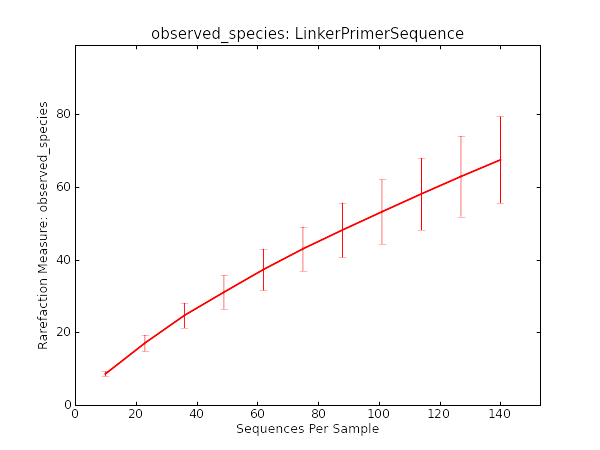 observed_species: LinkerPrimerSequence
Rarefaction Measure: observed_species
80
60
40
20
0
0 20 40 60 80 100 120 140
Sequences Per Sample